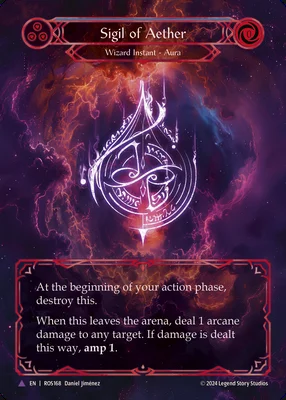 Sigil of Aether
Wizard Instant - Aura
At the beginning of your action phase,
destroy this.
When this leaves the arena, deal 1 arcane
damage to any target. If damage is dealt
this way, amp 1.
EN | ROS168 Daniel Jiménez
©2024 Legend Story Studios